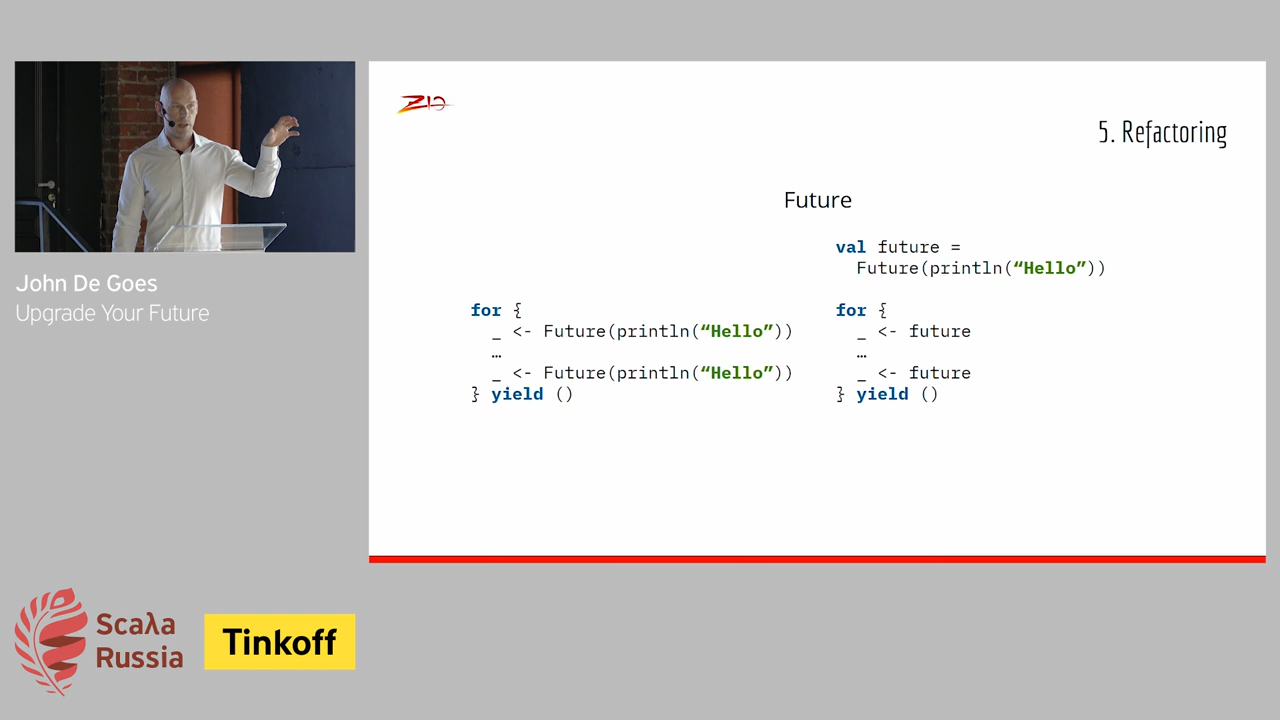 ZIO
5. Refactoring
Future
for {
_ <- Future(println(“Hello”))
…
_ <- Future(println(“Hello”))
} yield ()
val future =
Future(println(“Hello”))
for {
_ <- future
…
_ <- future
} yield ()
John De Goes
Upgrade Your Future
Scaλa
Russia
Tinkoff